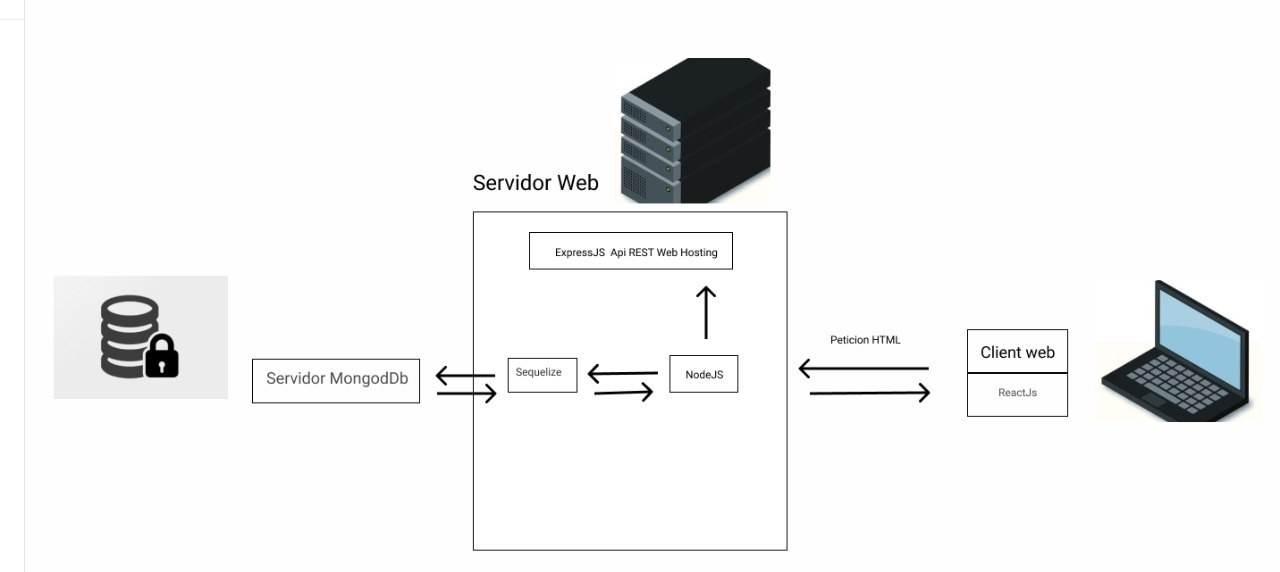 Servidor Web
ExpressJS Api REST Web Hosting
Peticion HTML
Servidor MongodDb
Sequelize
NodeJS
Client web
ReactJs